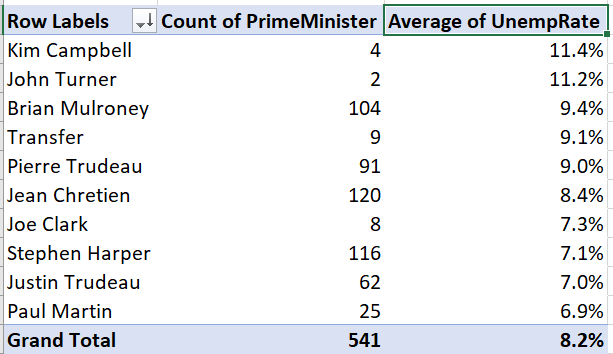 Row Labels Count of PrimeMinister Average of UnempRate
Kim Campbell 4 11.4%
John Turner 2 11.2%
Brian Mulroney 104 9.4%
Transfer 9 9.1%
Pierre Trudeau 91 9.0%
Jean Chretien 120 8.4%
Joe Clark 8 7.3%
Stephen Harper 116 7.1%
Justin Trudeau 62 7.0%
Paul Martin 25 6.9%
Grand Total 541 8.2%